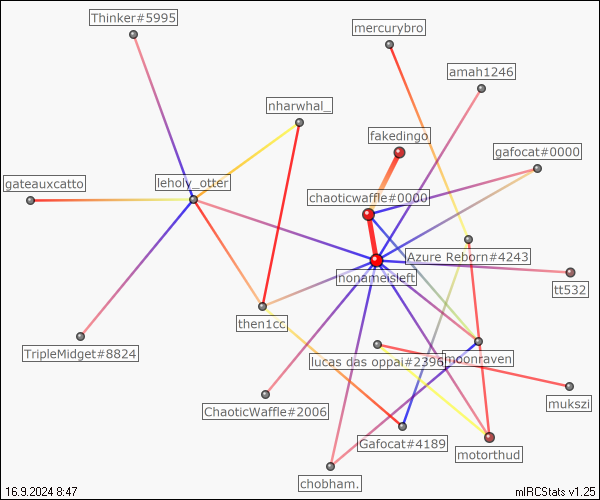 Thinker#5995
mercurybro
amah1246
nharwhal_
fakedingo
gafocat#0000
gateauxcatto
leholy_otter
chaoticwaffle#0000
Azure Reborn#4243
nonameisleft
tt532
then1cc
TripleMidget#8824
lucas das oppai#2396
moonraven
mukszi
ChaoticWaffle#2006
Gafocat#4189
motorthud
chobham.
16.9.2024 8:47
mIRCStats v1.25